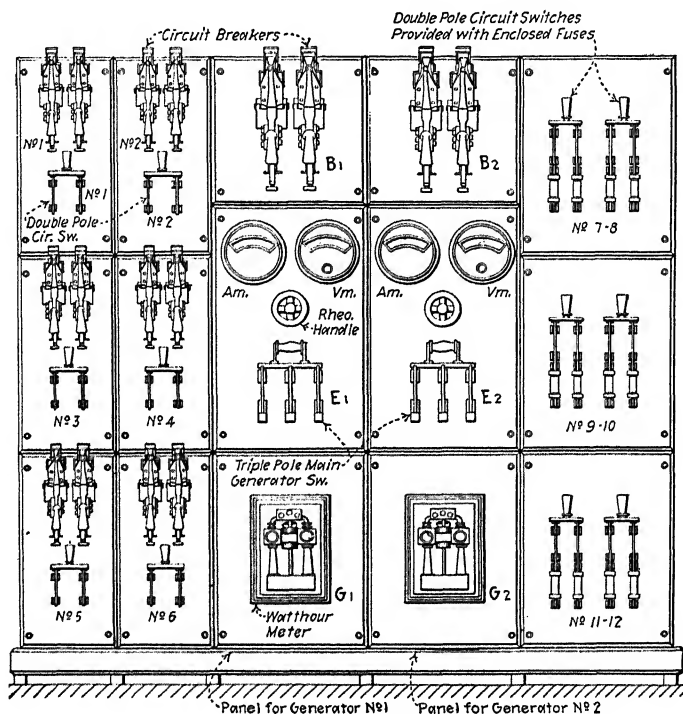 Double Pole Circuit Switches
Provided with Enclosed Fuses
Circuit Breakers
Nº1
Nº2
B1
B2
Nº1
Nº2
Double Pole
Cir. Sw.
Nº 7-8
Am.
Vm.
Am.
Vm.
Rheo.
Handle
E1
E2
Nº3
Nº4
Nº 9-10
Triple Pole Main
Generator Sw.
G1
G2
Nº5
Nº6
Watthour
Meter
Nº 11-12
Panel for Generator Nº1
Panel for Generator Nº 2